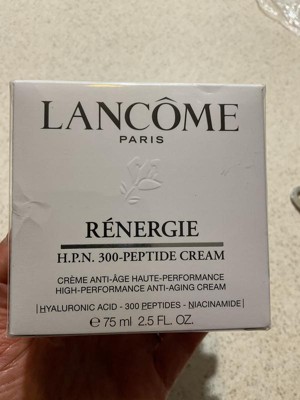 LANCÔME
PARIS
RÉNERGIE
H.P.N. 300-PEPTIDE CREAM
CRÈME ANTI-ÂGE HAUTE-PERFORMANCE
HIGH-PERFORMANCE ANTI-AGING CREAM
|HYALURONIC ACID - 300 PEPTIDES - NIACINAMIDE|
℮ 75 ml 2.5 FL. OZ.